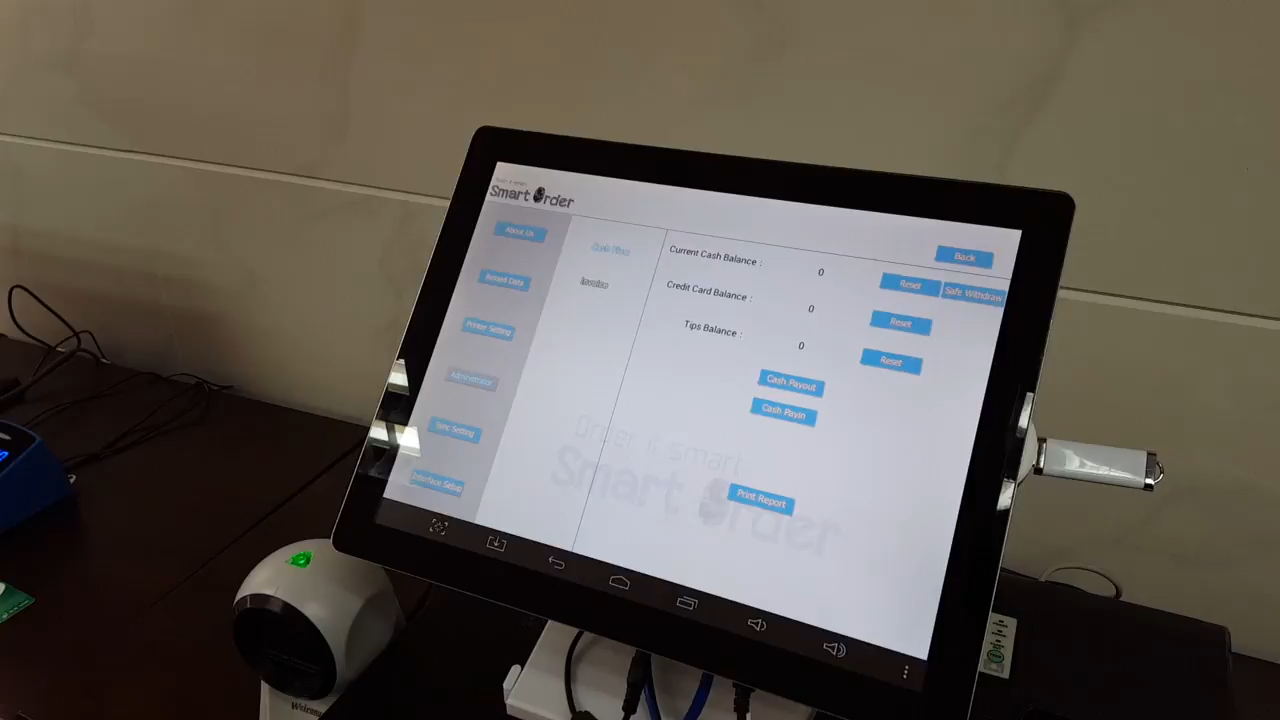 Smart Order
Back
About Us
Reload Data
Printer Setting
Administrator
Sync Setting
Interface Setup
Cash Flow
Invoice
Current Cash Balance : 0
Reset
Safe Withdraw
Credit Card Balance : 0
Reset
Tips Balance : 0
Reset
Cash Payout
Cash Payin
Order it smart
Smart Order
Print Report
Welcome